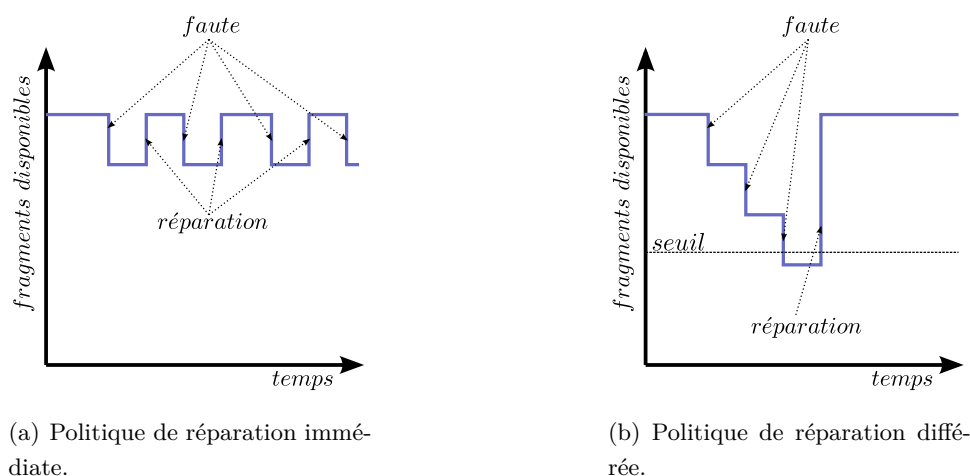 faute
fragments disponibles
réparation
temps
(a) Politique de réparation immé-
diate.
faute
fragments disponibles
seuil
réparation
temps
(b) Politique de réparation diffé-
rée.